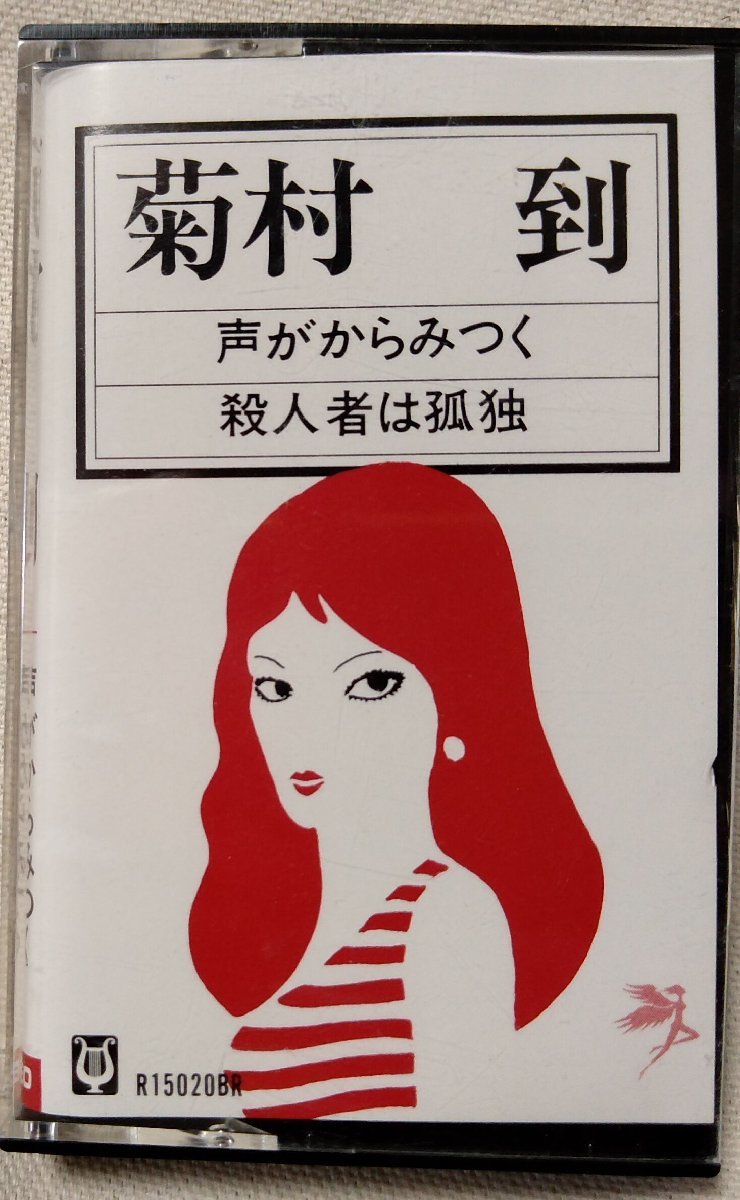 菊村 到
声がからみつく
殺人者は孤独
R15020BR